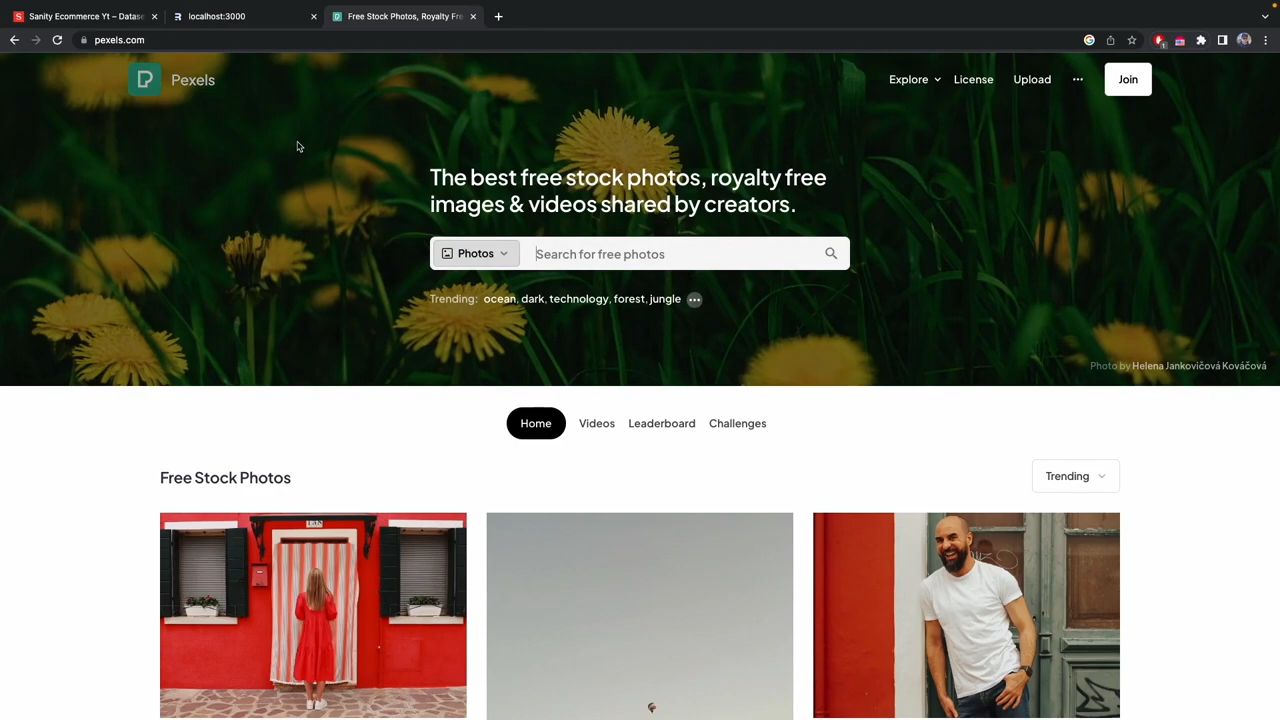 Sanity Ecommerce Yt – Datase
localhost:3000
Free Stock Photos, Royalty Fre
pexels.com
1
Pexels
Explore
License
Upload
Join
The best free stock photos, royalty free
images & videos shared by creators.
Photos
Search for free photos
Trending: ocean, dark, technology, forest, jungle
Photo by Helena Jankovičová Kováčová
Home
Videos
Leaderboard
Challenges
Free Stock Photos
Trending